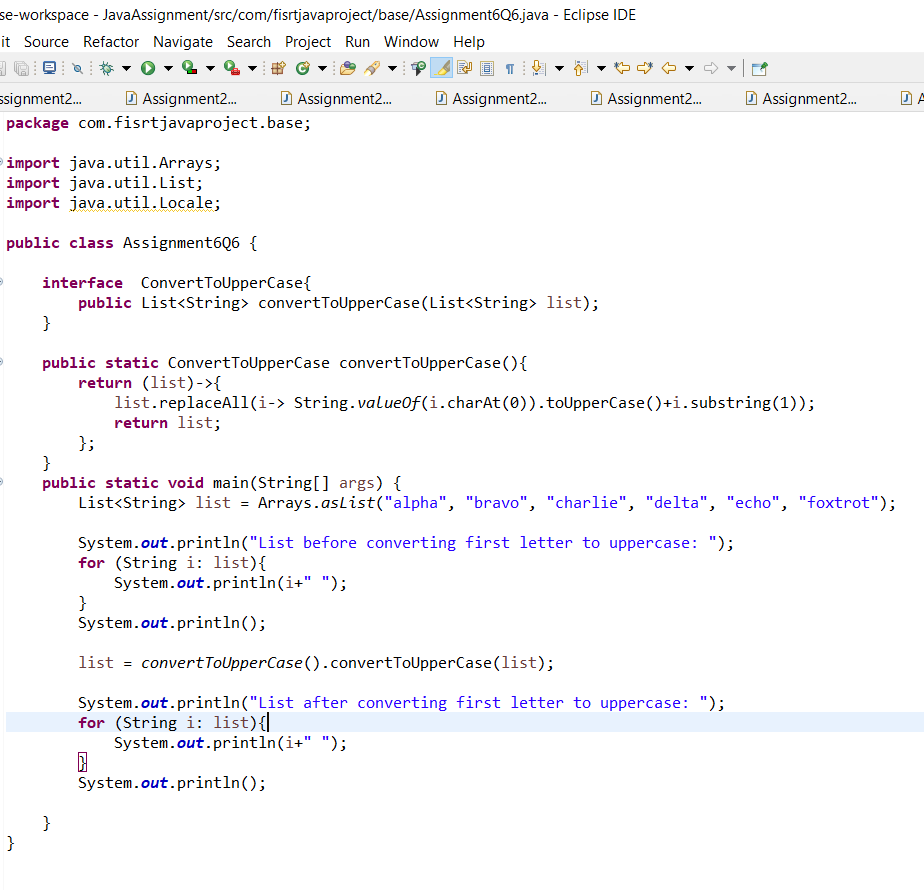 se-workspace - JavaAssignment/src/com/fisrtjavaproject/base/Assignment6Q6.java - Eclipse IDE
it Source Refactor Navigate Search Project Run Window Help
ssignment2... Assignment2... Assignment2... Assignment2... Assignment2... Assignment2... A
package com.fisrtjavaproject.base;
import java.util.Arrays;
import java.util.List;
import java.util.Locale;
public class Assignment6Q6 {
    interface  ConvertToUpperCase{
        public List<String> convertToUpperCase(List<String> list);
    }
    public static ConvertToUpperCase convertToUpperCase(){
        return (list)->{
            list.replaceAll(i-> String.valueOf(i.charAt(0)).toUpperCase()+i.substring(1));
            return list;
        };
    }
    public static void main(String[] args) {
        List<String> list = Arrays.asList("alpha", "bravo", "charlie", "delta", "echo", "foxtrot");
        System.out.println("List before converting first letter to uppercase: ");
        for (String i: list){
            System.out.println(i+" ");
        }
        System.out.println();
        list = convertToUpperCase().convertToUpperCase(list);
        System.out.println("List after converting first letter to uppercase: ");
        for (String i: list){
            System.out.println(i+" ");
        }
        System.out.println();
    }
}